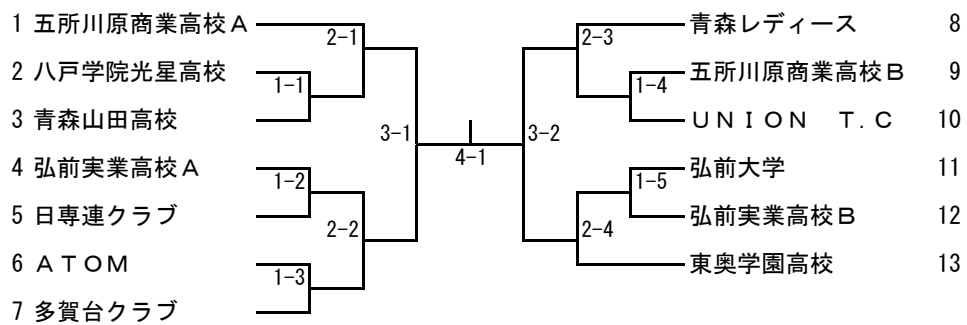 1 五所川原商業高校A
2 八戸学院光星高校
3 青森山田高校
4 弘前実業高校A
5 日専連クラブ
6 ATOM
7 多賀台クラブ
2-1
1-1
3-1
1-2
2-2
1-3
4-1
2-3
1-4
3-2
1-5
2-4
青森レディース 8
五所川原商業高校B 9
UNION T.C 10
弘前大学 11
弘前実業高校B 12
東奥学園高校 13